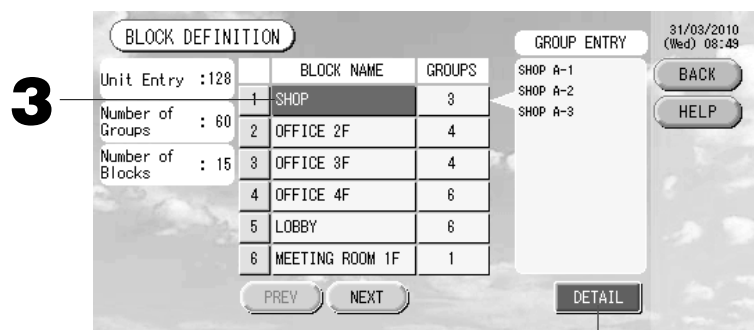 BLOCK DEFINITION
GROUP ENTRY
31/03/2010
(Wed) 08:49
Unit Entry :128
Number of
Groups : 60
Number of
Blocks : 15
BLOCK NAME GROUPS
1 SHOP 3
2 OFFICE 2F 4
3 OFFICE 3F 4
4 OFFICE 4F 6
5 LOBBY 6
6 MEETING ROOM 1F 1
SHOP A-1
SHOP A-2
SHOP A-3
BACK
HELP
3
PREV NEXT
DETAIL